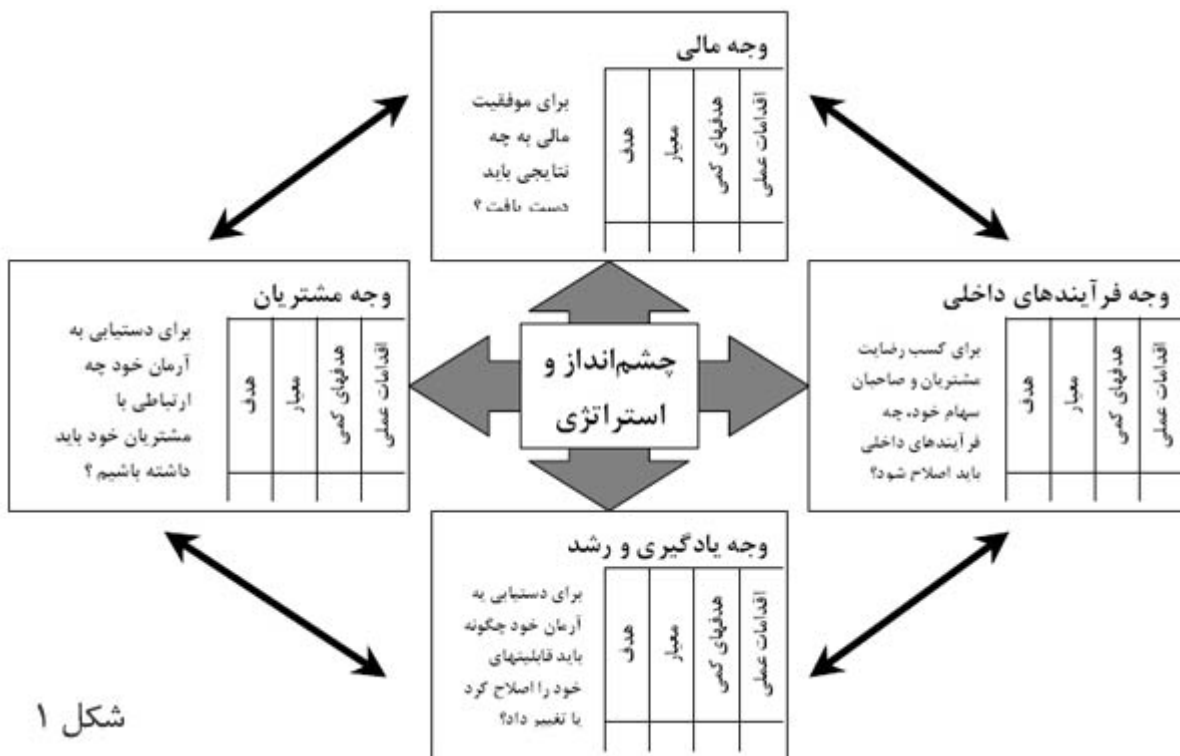 وجه مالی
برای موفقیت
مالی به چه
نتایجی باید
دست یافت ؟
هدف
معیار
هدفهای کمی
اقدامات عملی
وجه فرآیندهای داخلی
برای کسب رضایت
مشتریان و صاحبان
سهام خود، چه
فرآیندهای داخلی
باید اصلاح شود؟
هدف
معیار
هدفهای کمی
اقدامات عملی
چشم‌انداز و
استراتژی
وجه مشتریان
برای دستیابی به
آرمان خود چه
ارتباطی با
مشتریان خود باید
داشته باشیم ؟
هدف
معیار
هدفهای کمی
اقدامات عملی
وجه یادگیری و رشد
برای دستیابی به
آرمان خود چگونه
باید قابلیتهای
خود را اصلاح کرد
یا تغییر داد؟
هدف
معیار
هدفهای کمی
اقدامات عملی
شکل ۱